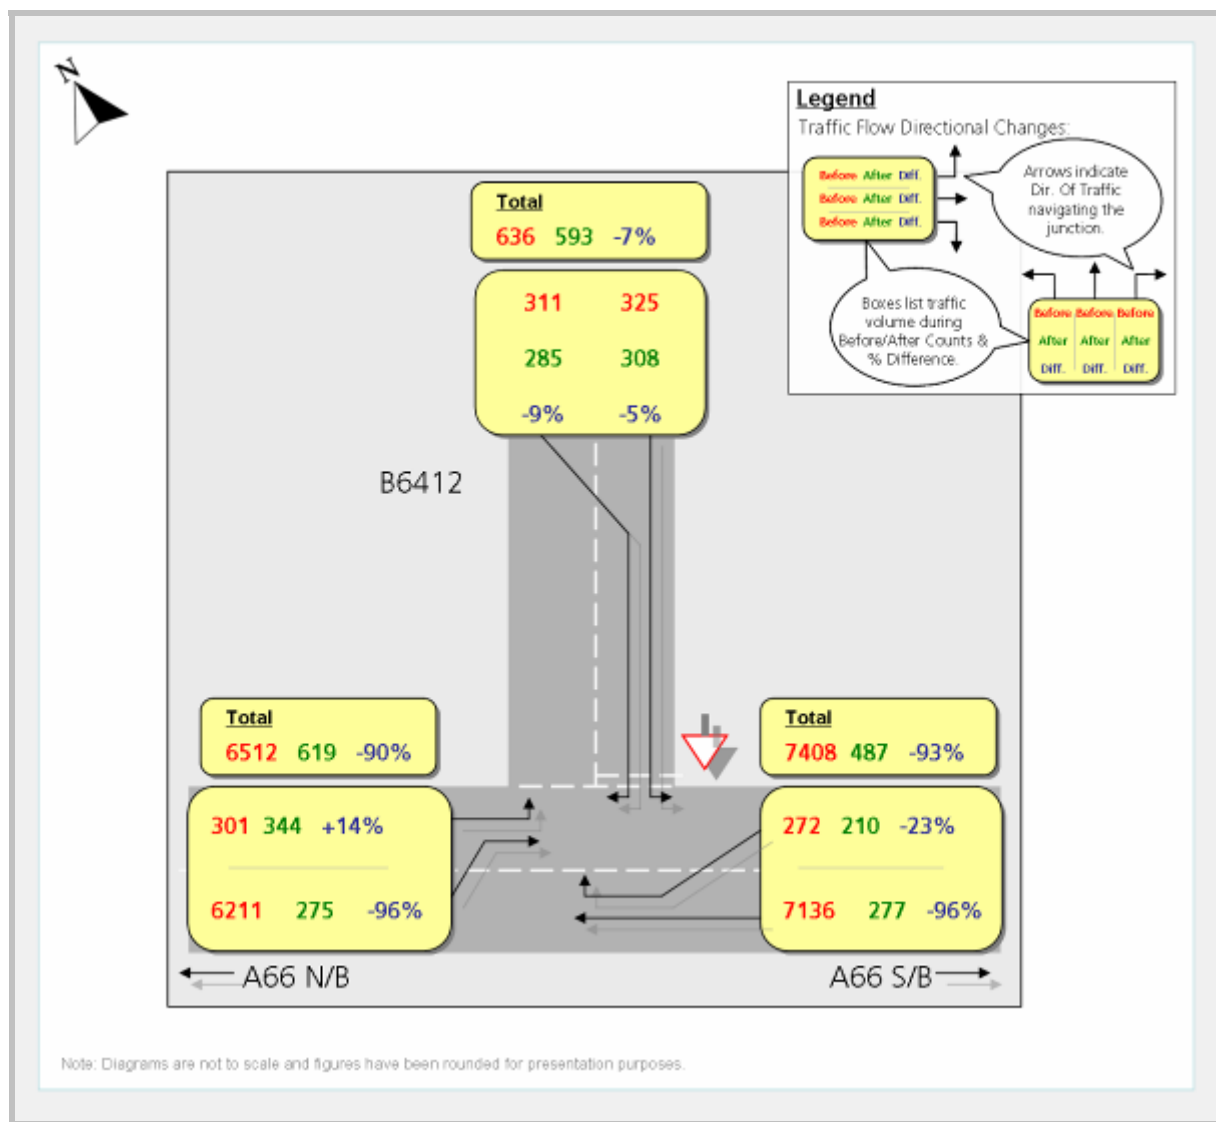 N
Legend
Traffic Flow Directional Changes:
Before After Diff.
Before After Diff.
Before After Diff.
Arrows indicate
Dir. Of Traffic
navigating the
junction.
Boxes list traffic
volume during
Before/After Counts &
% Difference.
Before Before Before
After After After
Diff. Diff. Diff.
Total
636 593 -7%
311 325
285 308
-9% -5%
B6412
Total
6512 619 -90%
301 344 +14%
6211 275 -96%
Total
7408 487 -93%
272 210 -23%
7136 277 -96%
A66 N/B
A66 S/B
Note: Diagrams are not to scale and figures have been rounded for presentation purposes.